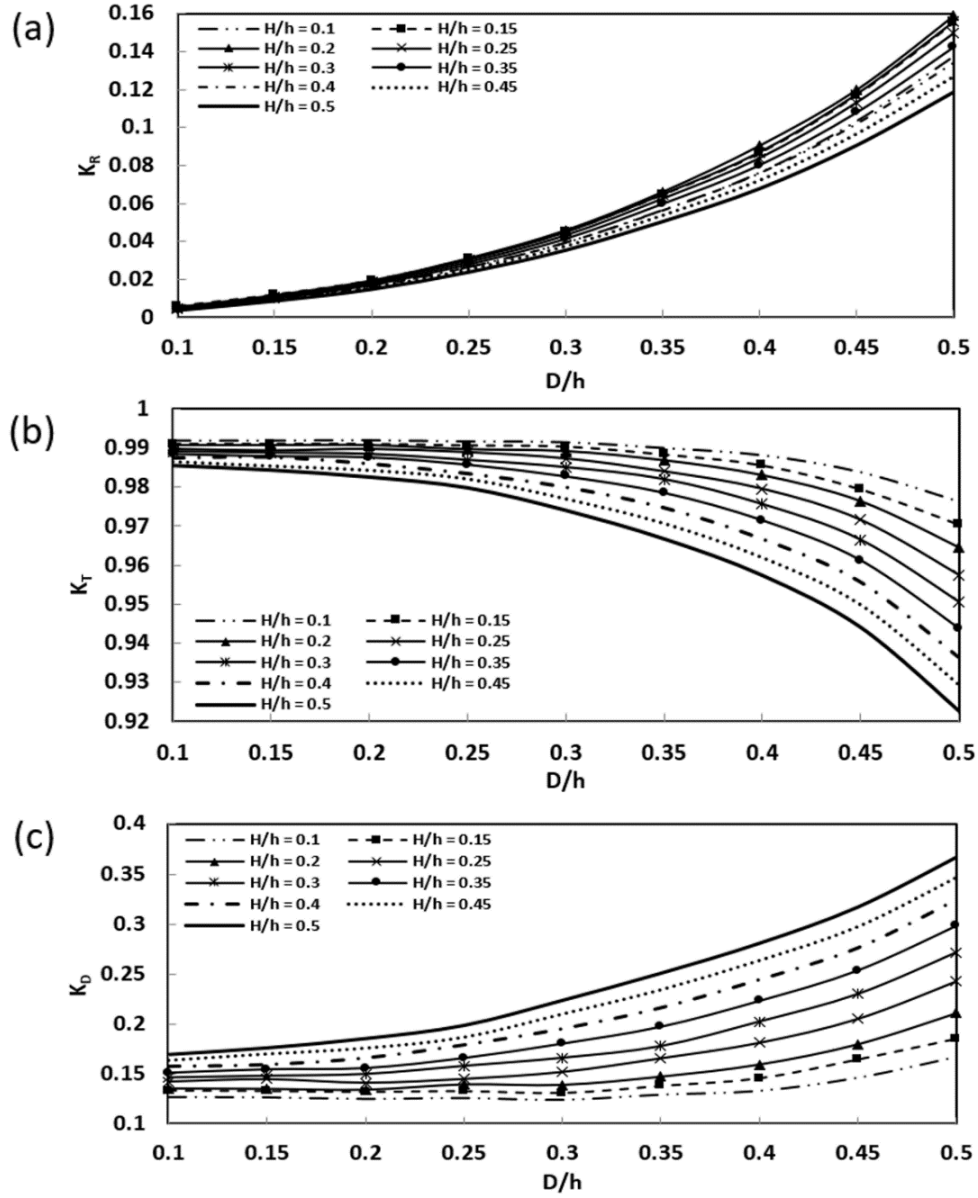 (a)
0.16
0.14
0.12
0.1
0.08
0.06
0.04
0.02
0
K_R
H/h = 0.1 H/h = 0.15
H/h = 0.2 H/h = 0.25
H/h = 0.3 H/h = 0.35
H/h = 0.4 H/h = 0.45
H/h = 0.5
0.1 0.15 0.2 0.25 0.3 0.35 0.4 0.45 0.5
D/h
(b)
1
0.99
0.98
0.97
0.96
0.95
0.94
0.93
0.92
K_T
H/h = 0.1 H/h = 0.15
H/h = 0.2 H/h = 0.25
H/h = 0.3 H/h = 0.35
H/h = 0.4 H/h = 0.45
H/h = 0.5
0.1 0.15 0.2 0.25 0.3 0.35 0.4 0.45 0.5
D/h
(c)
0.4
0.35
0.3
0.25
0.2
0.15
0.1
K_D
H/h = 0.1 H/h = 0.15
H/h = 0.2 H/h = 0.25
H/h = 0.3 H/h = 0.35
H/h = 0.4 H/h = 0.45
H/h = 0.5
0.1 0.15 0.2 0.25 0.3 0.35 0.4 0.45 0.5
D/h